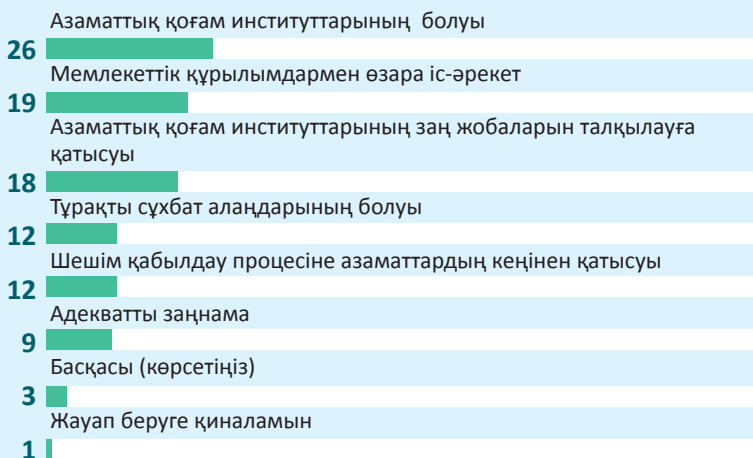 Азаматтық қоғам институттарының болуы
26
Мемлекеттік құрылымдармен өзара іс-әрекет
19
Азаматтық қоғам институттарының заң жобаларын талқылауға
қатысуы
18
Тұрақты сұхбат алаңдарының болуы
12
Шешім қабылдау процесіне азаматтардың кеңінен қатысуы
12
Адекватты заңнама
9
Басқасы (көрсетіңіз)
3
Жауап беруге қиналамын
1